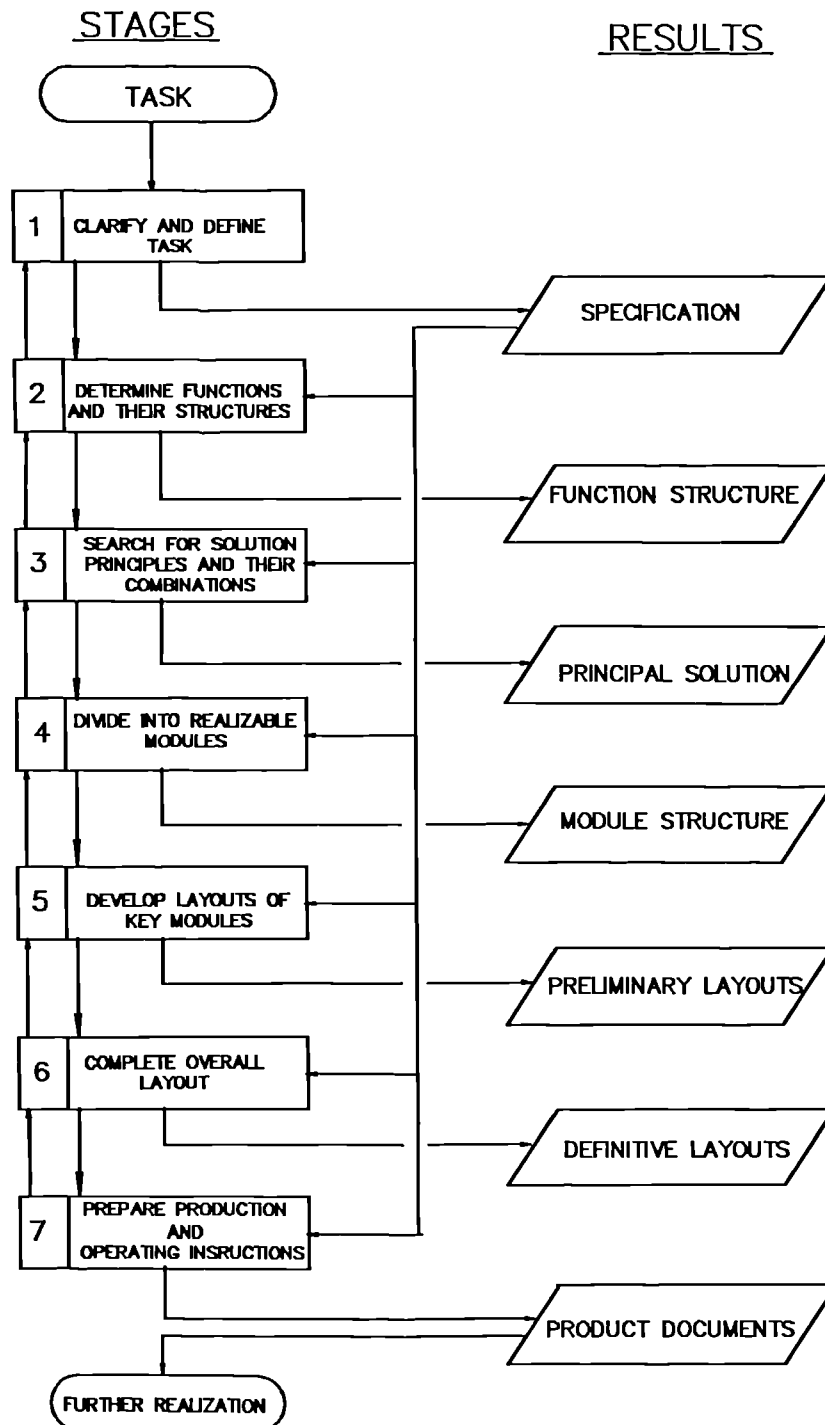 STAGES
RESULTS
TASK
1
CLARIFY AND DEFINE
TASK
SPECIFICATION
2
DETERMINE FUNCTIONS
AND THEIR STRUCTURES
FUNCTION STRUCTURE
3
SEARCH FOR SOLUTION
PRINCIPLES AND THEIR
COMBINATIONS
PRINCIPAL SOLUTION
4
DIVIDE INTO REALIZABLE
MODULES
MODULE STRUCTURE
5
DEVELOP LAYOUTS OF
KEY MODULES
PRELIMINARY LAYOUTS
6
COMPLETE OVERALL
LAYOUT
DEFINITIVE LAYOUTS
7
PREPARE PRODUCTION
AND
OPERATING INSRUCTIONS
PRODUCT DOCUMENTS
FURTHER REALIZATION